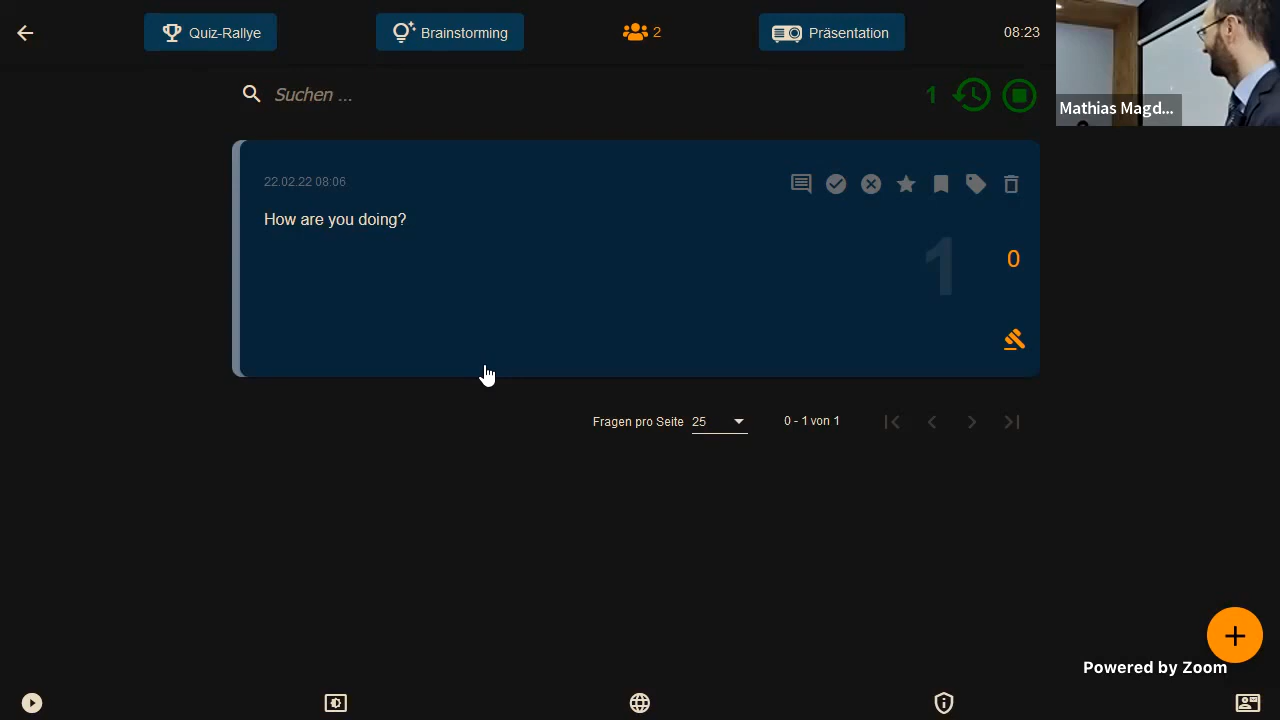 Quiz-Rallye
Brainstorming
2
Präsentation
08:23
Mathias Magd...
Suchen ...
1
22.02.22 08:06
How are you doing?
1
0
Fragen pro Seite 25
0 - 1 von 1
Powered by Zoom